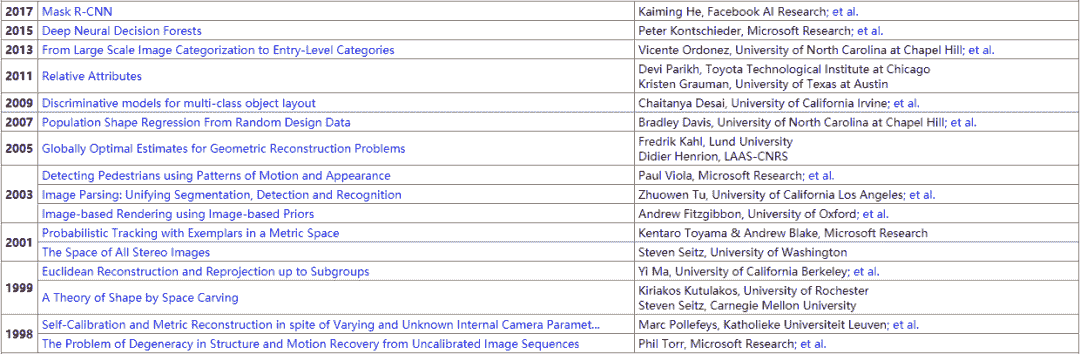 2017 Mask R-CNN Kaiming He, Facebook AI Research; et al.
2015 Deep Neural Decision Forests Peter Kontschieder, Microsoft Research; et al.
2013 From Large Scale Image Categorization to Entry-Level Categories Vicente Ordonez, University of North Carolina at Chapel Hill; et al.
2011 Relative Attributes Devi Parikh, Toyota Technological Institute at Chicago
Kristen Grauman, University of Texas at Austin
2009 Discriminative models for multi-class object layout Chaitanya Desai, University of California Irvine; et al.
2007 Population Shape Regression From Random Design Data Bradley Davis, University of North Carolina at Chapel Hill; et al.
2005 Globally Optimal Estimates for Geometric Reconstruction Problems Fredrik Kahl, Lund University
Didier Henrion, LAAS-CNRS
2003 Detecting Pedestrians using Patterns of Motion and Appearance Paul Viola, Microsoft Research; et al.
Image Parsing: Unifying Segmentation, Detection and Recognition Zhuowen Tu, University of California Los Angeles; et al.
Image-based Rendering using Image-based Priors Andrew Fitzgibbon, University of Oxford; et al.
2001 Probabilistic Tracking with Exemplars in a Metric Space Kentaro Toyama & Andrew Blake, Microsoft Research
The Space of All Stereo Images Steven Seitz, University of Washington
1999 Euclidean Reconstruction and Reprojection up to Subgroups Yi Ma, University of California Berkeley; et al.
A Theory of Shape by Space Carving Kiriakos Kutulakos, University of Rochester
Steven Seitz, Carnegie Mellon University
1998 Self-Calibration and Metric Reconstruction in spite of Varying and Unknown Internal Camera Paramet... Marc Pollefeys, Katholieke Universiteit Leuven; et al.
The Problem of Degeneracy in Structure and Motion Recovery from Uncalibrated Image Sequences Phil Torr, Microsoft Research; et al.